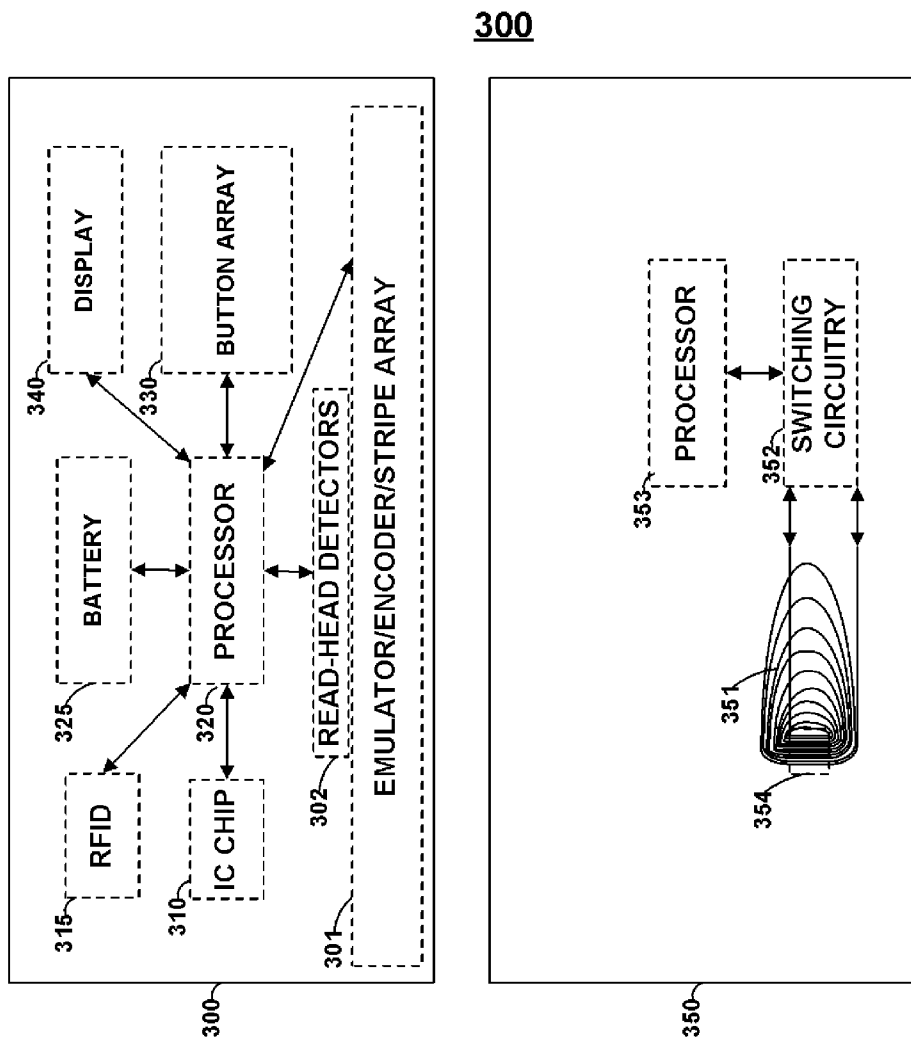 300
340
DISPLAY
330
BUTTON ARRAY
325
BATTERY
320
PROCESSOR
315
RFID
310
IC CHIP
302
READ-HEAD DETECTORS
301
EMULATOR/ENCODER/STRIPE ARRAY
300
353
PROCESSOR
352
SWITCHING
CIRCUITRY
351
354
350